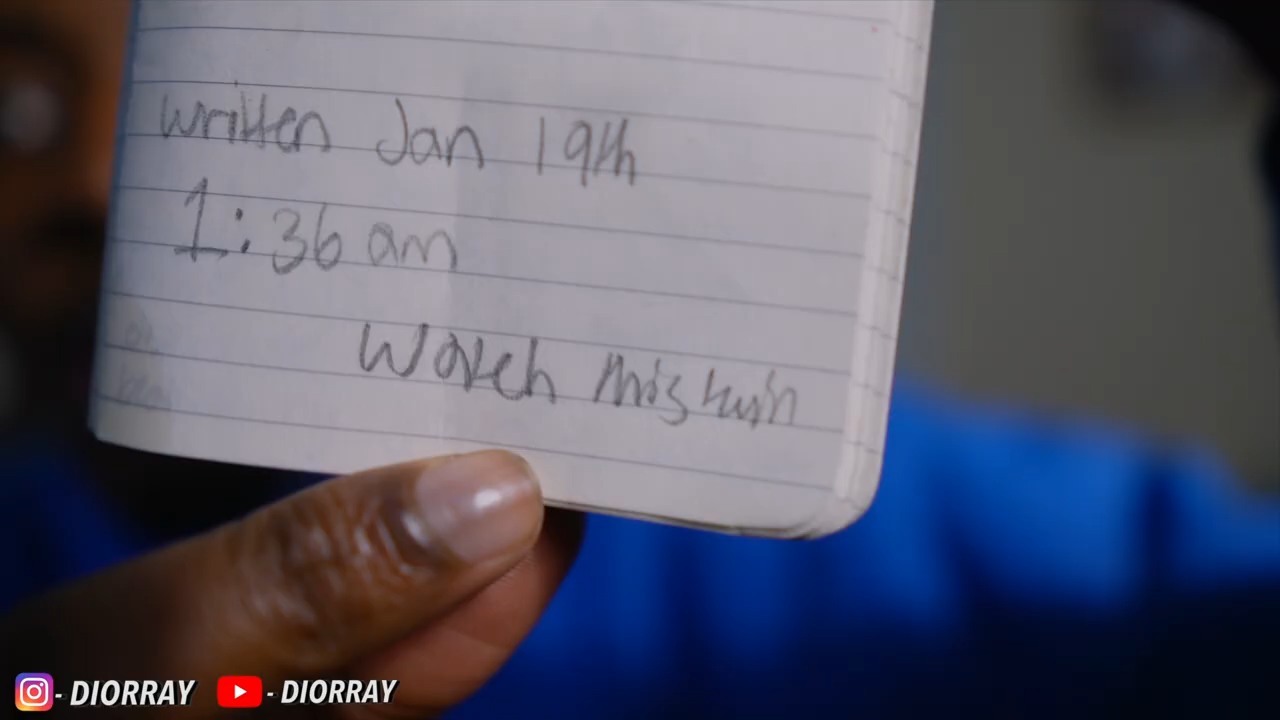 Written Jan 19th
1:36 am
Watch this
- DIORRAY - DIORRAY